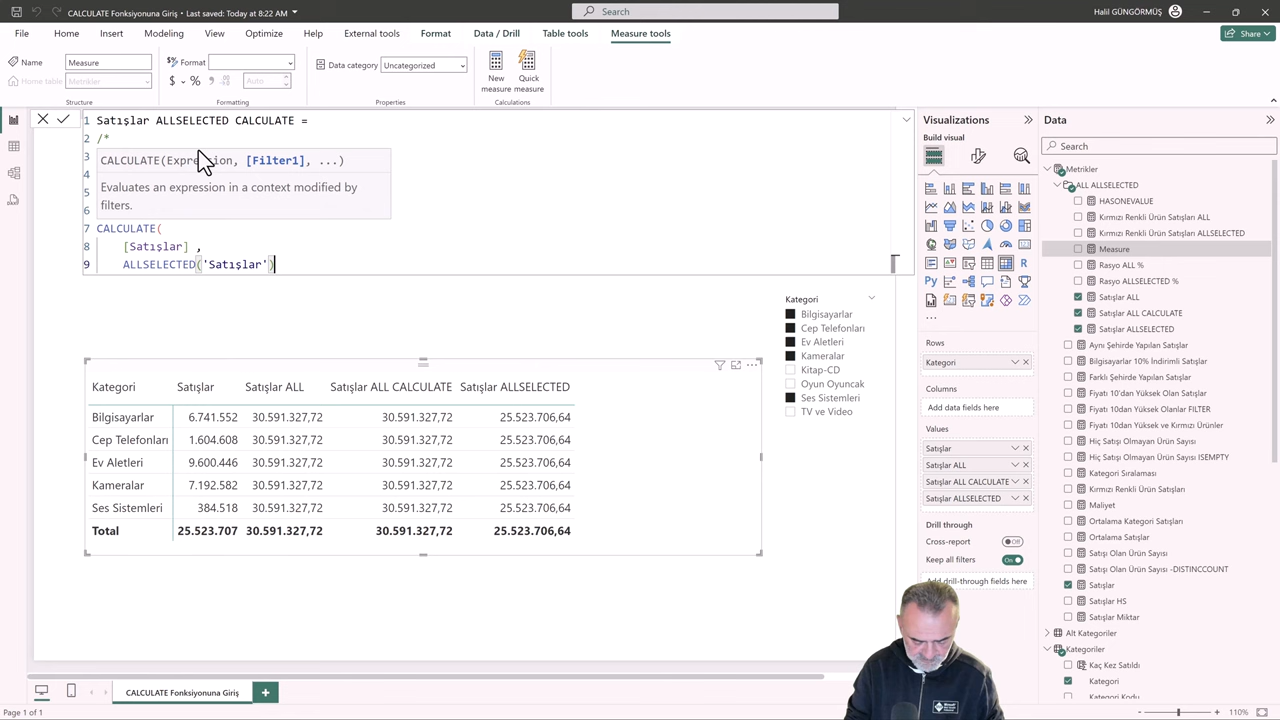 CALCULATE Fonksiyonuna Giriş • Last saved: Today at 8:22 AM
Search
Halil GÜNGÖRMÜŞ
File Home Insert Modeling View Optimize Help External tools Format Data / Drill Table tools Measure tools
Share
Name Measure
Home table Metrikler
Structure
Format
$ % Auto
Formatting
Data category Uncategorized
Properties
New measure
Quick measure
Calculations
1 Satışlar ALLSELECTED CALCULATE =
2 /*
3
4
5
6
CALCULATE(Expression, [Filter1], ...)
Evaluates an expression in a context modified by
filters.
7 CALCULATE(
8 [Satışlar] ,
9 ALLSELECTED('Satışlar')
Kategori
Bilgisayarlar
Cep Telefonları
Ev Aletleri
Kameralar
Kitap-CD
Oyun Oyuncak
Ses Sistemleri
TV ve Video
Kategori Satışlar Satışlar ALL Satışlar ALL CALCULATE Satışlar ALLSELECTED
Bilgisayarlar 6.741.552 30.591.327,72 30.591.327,72 25.523.706,64
Cep Telefonları 1.604.608 30.591.327,72 30.591.327,72 25.523.706,64
Ev Aletleri 9.600.446 30.591.327,72 30.591.327,72 25.523.706,64
Kameralar 7.192.582 30.591.327,72 30.591.327,72 25.523.706,64
Ses Sistemleri 384.518 30.591.327,72 30.591.327,72 25.523.706,64
Total 25.523.707 30.591.327,72 30.591.327,72 25.523.706,64
Visualizations
Build visual
Rows
Kategori
Columns
Add data fields here
Values
Satışlar
Satışlar ALL
Satışlar ALL CALCULATE
Satışlar ALLSELECTED
Drill through
Cross-report Off
Keep all filters On
Add drill-through fields here
Data
Search
Metrikler
ALL ALLSELECTED
HASONEVALUE
Kırmızı Renkli Ürün Satışları ALL
Kırmızı Renkli Ürün Satışları ALLSELECTED
Measure
Rasyo ALL %
Rasyo ALLSELECTED %
Satışlar ALL
Satışlar ALL CALCULATE
Satışlar ALLSELECTED
Aynı Şehirde Yapılan Satışlar
Bilgisayarlar 10% İndirimli Satışlar
Farklı Şehirde Yapılan Satışlar
Fiyatı 10'dan Yüksek Olan Satışlar
Fiyatı 10dan Yüksek Olanlar FILTER
Fiyatı 10dan Yüksek ve Kırmızı Ürünler
Hiç Satışı Olmayan Ürün Sayısı
Hiç Satışı Olmayan Ürün Sayısı ISEMPTY
Kategori Sıralaması
Kırmızı Renkli Ürün Satışları
Maliyet
Ortalama Kategori Satışları
Ortalama Satışlar
Satışı Olan Ürün Sayısı
Satışı Olan Ürün Sayısı -DISTINCCOUNT
Satışlar
Satışlar HS
Satışlar Miktar
Alt Kategoriler
Kategoriler
Kaç Kez Satıldı
Kategori
Kategori Kodu
CALCULATE Fonksiyonuna Giriş
Page 1 of 1
110%